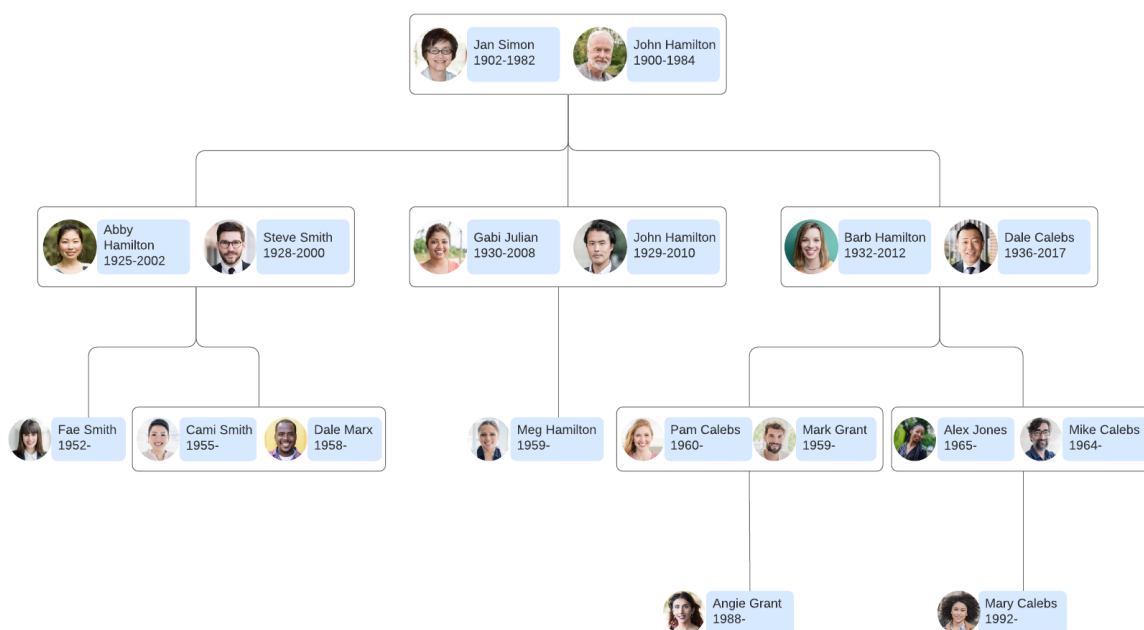 Jan Simon
1902-1982
John Hamilton
1900-1984
Abby
Hamilton
1925-2002
Steve Smith
1928-2000
Gabi Julian
1930-2008
John Hamilton
1929-2010
Barb Hamilton
1932-2012
Dale Calebs
1936-2017
Fae Smith
1952-
Cami Smith
1955-
Dale Marx
1958-
Meg Hamilton
1959-
Pam Calebs
1960-
Mark Grant
1959-
Alex Jones
1965-
Mike Calebs
1964-
Angie Grant
1988-
Mary Calebs
1992-